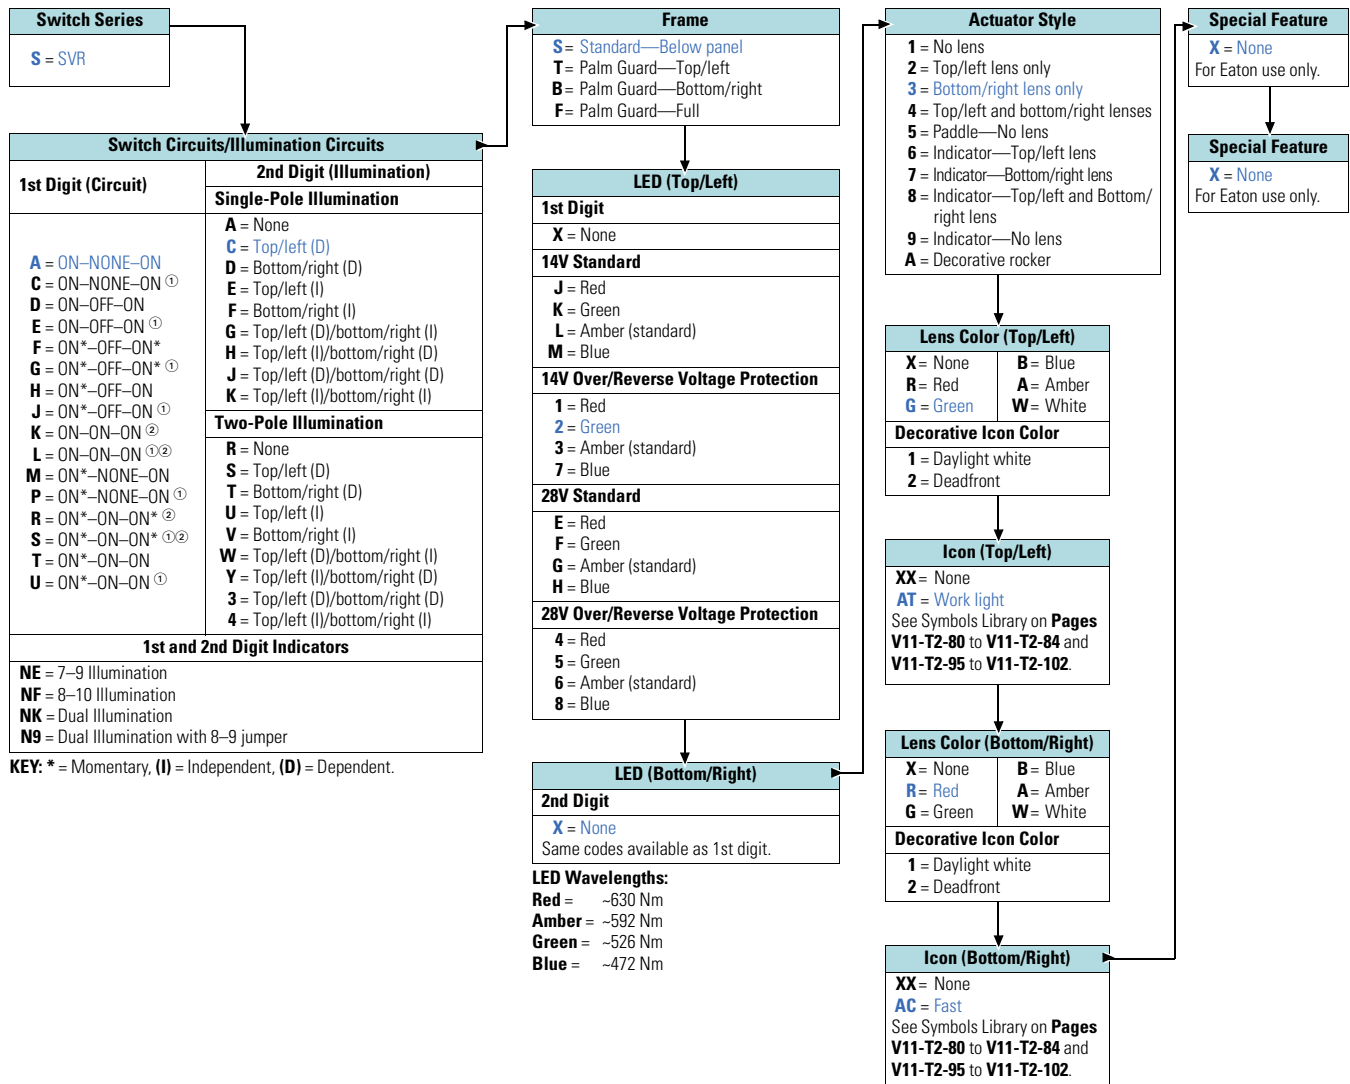 Switch Series
S = SVR
Switch Circuits/Illumination Circuits
1st Digit (Circuit)
A = ON–NONE–ON
C = ON–NONE–ON ①
D = ON–OFF–ON
E = ON–OFF–ON ①
F = ON*–OFF–ON*
G = ON*–OFF–ON* ①
H = ON*–OFF–ON
J = ON*–OFF–ON ①
K = ON–ON–ON ②
L = ON–ON–ON ①②
M = ON*–NONE–ON
P = ON*–NONE–ON ①
R = ON*–ON–ON* ②
S = ON*–ON–ON* ①②
T = ON*–ON–ON
U = ON*–ON–ON ①
2nd Digit (Illumination)
Single-Pole Illumination
A = None
C = Top/left (D)
D = Bottom/right (D)
E = Top/left (I)
F = Bottom/right (I)
G = Top/left (D)/bottom/right (I)
H = Top/left (I)/bottom/right (D)
J = Top/left (D)/bottom/right (D)
K = Top/left (I)/bottom/right (I)
Two-Pole Illumination
R = None
S = Top/left (D)
T = Bottom/right (D)
U = Top/left (I)
V = Bottom/right (I)
W = Top/left (D)/bottom/right (I)
Y = Top/left (I)/bottom/right (D)
3 = Top/left (D)/bottom/right (D)
4 = Top/left (I)/bottom/right (I)
1st and 2nd Digit Indicators
NE = 7–9 Illumination
NF = 8–10 Illumination
NK = Dual Illumination
N9 = Dual Illumination with 8–9 jumper
KEY: * = Momentary, (I) = Independent, (D) = Dependent.
Frame
S = Standard—Below panel
T = Palm Guard—Top/left
B = Palm Guard—Bottom/right
F = Palm Guard—Full
LED (Top/Left)
1st Digit
X = None
14V Standard
J = Red
K = Green
L = Amber (standard)
M = Blue
14V Over/Reverse Voltage Protection
1 = Red
2 = Green
3 = Amber (standard)
7 = Blue
28V Standard
E = Red
F = Green
G = Amber (standard)
H = Blue
28V Over/Reverse Voltage Protection
4 = Red
5 = Green
6 = Amber (standard)
8 = Blue
LED (Bottom/Right)
2nd Digit
X = None
Same codes available as 1st digit.
LED Wavelengths:
Red = ~630 Nm
Amber = ~592 Nm
Green = ~526 Nm
Blue = ~472 Nm
Actuator Style
1 = No lens
2 = Top/left lens only
3 = Bottom/right lens only
4 = Top/left and bottom/right lenses
5 = Paddle—No lens
6 = Indicator—Top/left lens
7 = Indicator—Bottom/right lens
8 = Indicator—Top/left and Bottom/
right lens
9 = Indicator—No lens
A = Decorative rocker
Lens Color (Top/Left)
X = None B = Blue
R = Red A = Amber
G = Green W = White
Decorative Icon Color
1 = Daylight white
2 = Deadfront
Icon (Top/Left)
XX = None
AT = Work light
See Symbols Library on Pages
V11-T2-80 to V11-T2-84 and
V11-T2-95 to V11-T2-102.
Lens Color (Bottom/Right)
X = None B = Blue
R = Red A = Amber
G = Green W = White
Decorative Icon Color
1 = Daylight white
2 = Deadfront
Icon (Bottom/Right)
XX = None
AC = Fast
See Symbols Library on Pages
V11-T2-80 to V11-T2-84 and
V11-T2-95 to V11-T2-102.
Special Feature
X = None
For Eaton use only.
Special Feature
X = None
For Eaton use only.